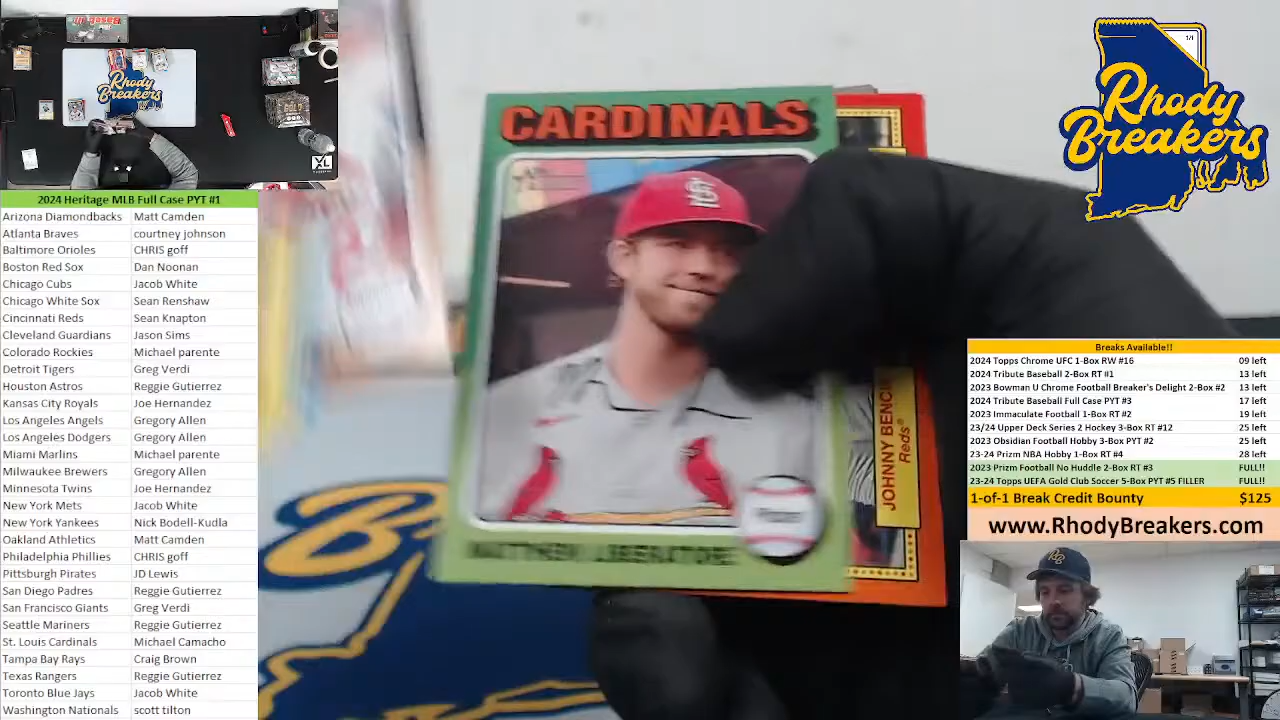 Rhody
Breakers
1/1
Rhody
Breakers
XL
2024 Heritage MLB Full Case PYT #1
Arizona Diamondbacks Matt Camden
Atlanta Braves courtney johnson
Baltimore Orioles CHRIS goff
Boston Red Sox Dan Noonan
Chicago Cubs Jacob White
Chicago White Sox Sean Renshaw
Cincinnati Reds Sean Knapton
Cleveland Guardians Jason Sims
Colorado Rockies Michael parente
Detroit Tigers Greg Verdi
Houston Astros Reggie Gutierrez
Kansas City Royals Joe Hernandez
Los Angeles Angels Gregory Allen
Los Angeles Dodgers Gregory Allen
Miami Marlins Michael parente
Milwaukee Brewers Gregory Allen
Minnesota Twins Joe Hernandez
New York Mets Jacob White
New York Yankees Nick Bodell-Kudla
Oakland Athletics Matt Camden
Philadelphia Phillies CHRIS goff
Pittsburgh Pirates JD Lewis
San Diego Padres Reggie Gutierrez
San Francisco Giants Greg Verdi
Seattle Mariners Reggie Gutierrez
St. Louis Cardinals Michael Camacho
Tampa Bay Rays Craig Brown
Texas Rangers Reggie Gutierrez
Toronto Blue Jays Jacob White
Washington Nationals scott tilton
CARDINALS
MATTHEW LIBERATORE
JOHNNY BENCH
Reds
Breaks Available!!
2024 Topps Chrome UFC 1-Box RW #16 09 left
2024 Tribute Baseball 2-Box RT #1 13 left
2023 Bowman U Chrome Football Breaker's Delight 2-Box #2 13 left
2024 Tribute Baseball Full Case PYT #3 17 left
2023 Immaculate Football 1-Box RT #2 19 left
23/24 Upper Deck Series 2 Hockey 3-Box RT #12 25 left
2023 Obsidian Football Hobby 3-Box PYT #2 25 left
23-24 Prizm NBA Hobby 1-Box RT #4 28 left
2023 Prizm Football No Huddle 2-Box RT #3 FULL!!
23-24 Topps UEFA Gold Club Soccer 5-Box PYT #5 FILLER FULL!!
1-of-1 Break Credit Bounty $125
www.RhodyBreakers.com